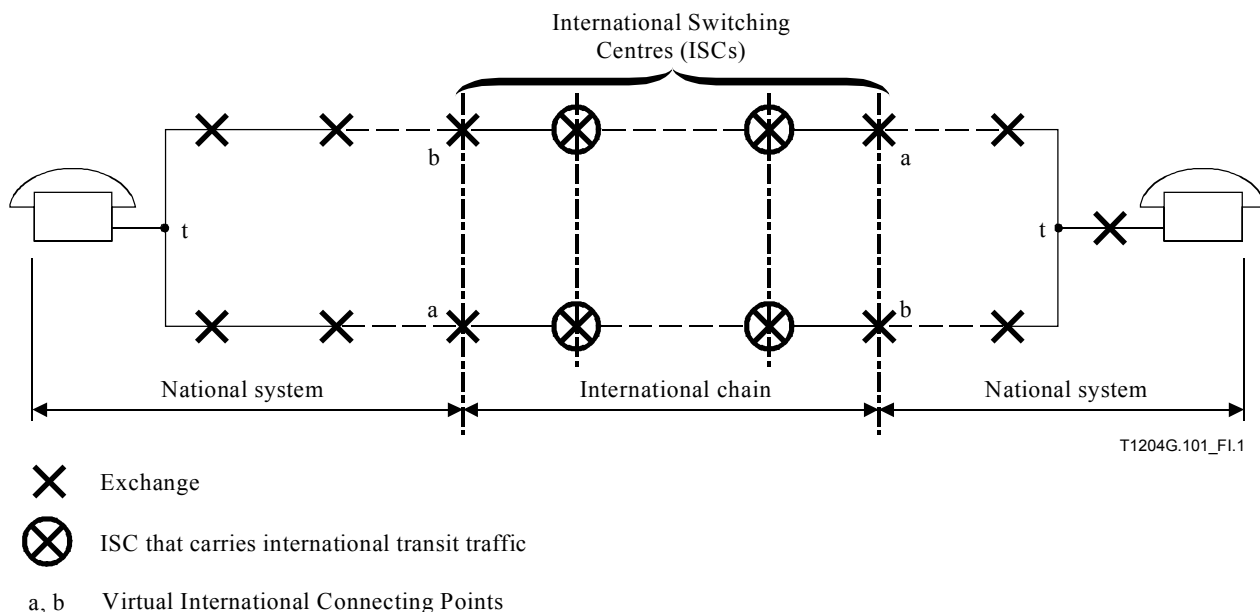 International Switching
Centres (ISCs)
b
a
t
t
a
b
National system
International chain
National system
T1204G.101_FI.1
Exchange
ISC that carries international transit traffic
a, b Virtual International Connecting Points